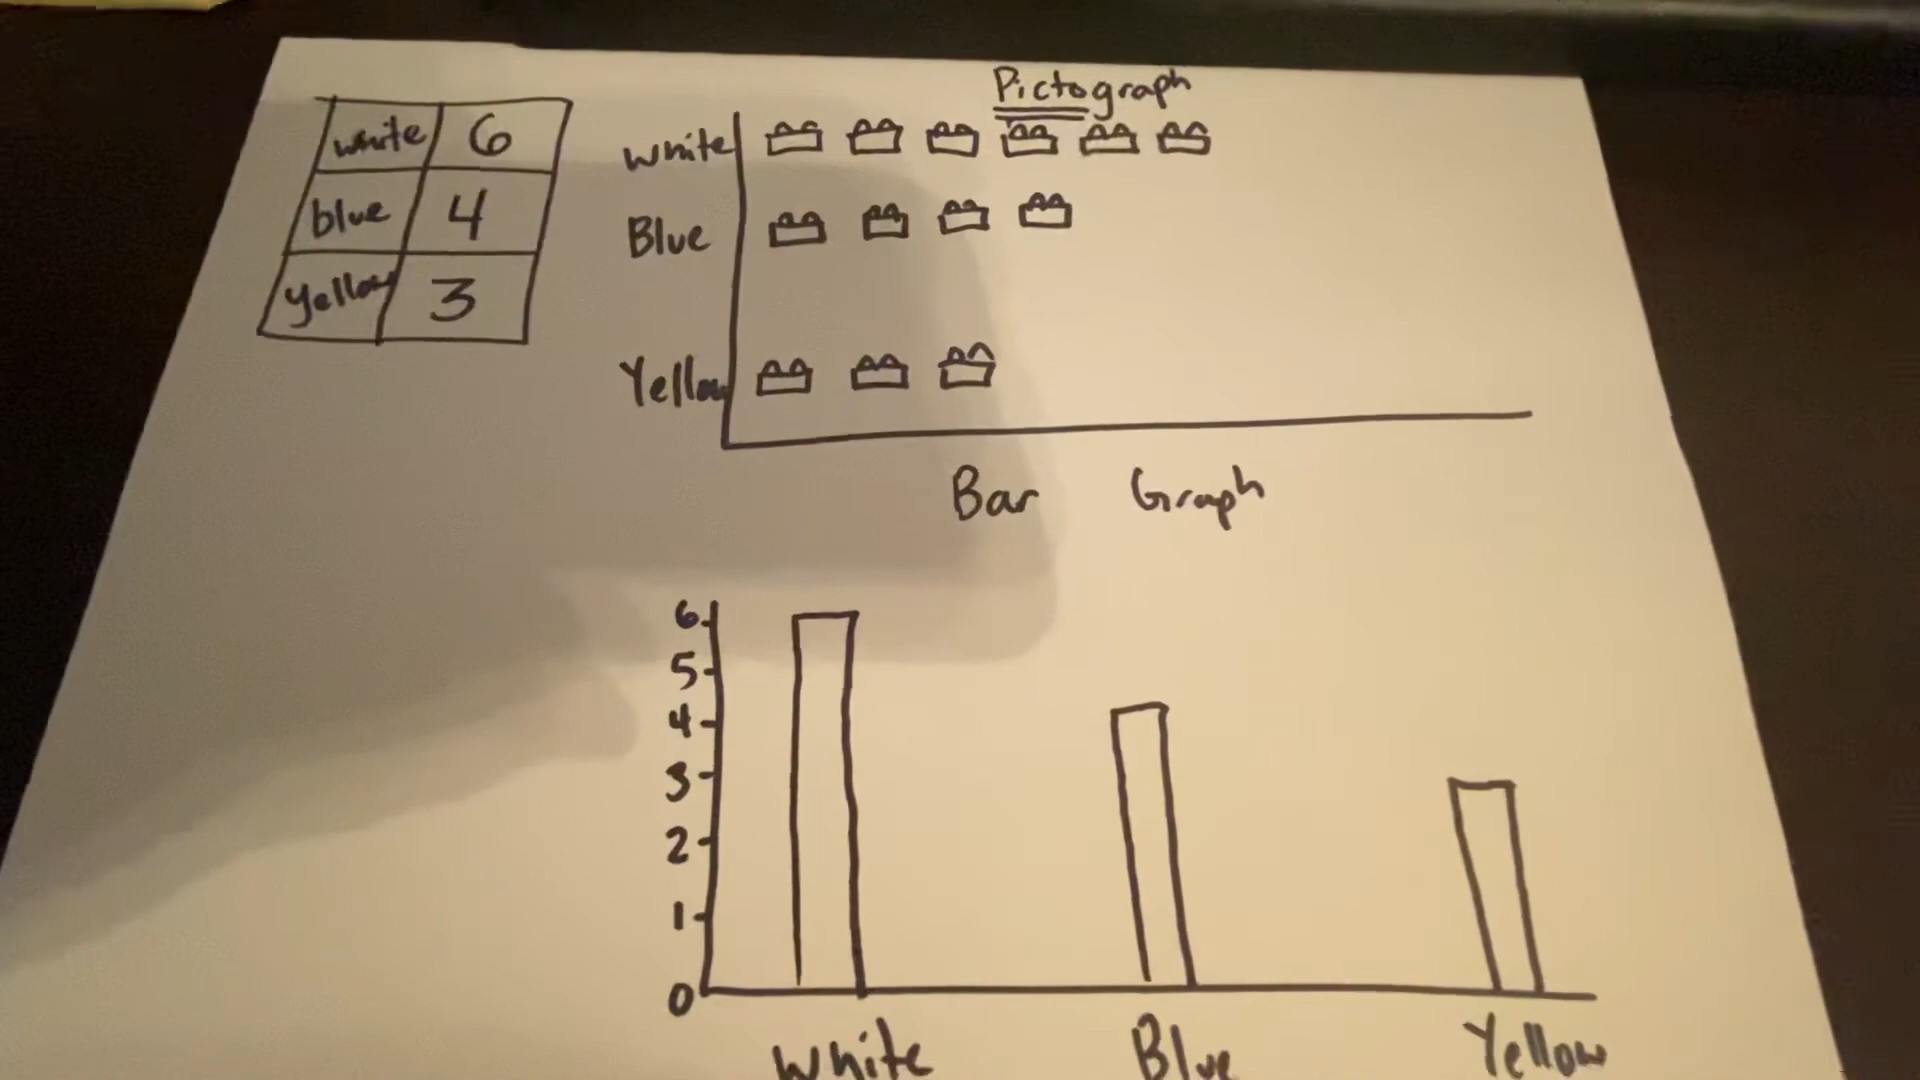 white 6
blue 4
yellow 3
Pictograph
white
Blue
Yellow
Bar Graph
6
5
4
3
2
1
0
White
Blue
Yellow